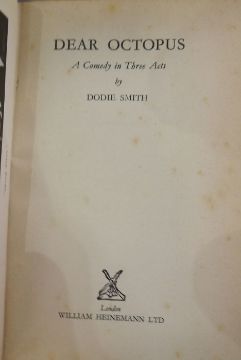 DEAR OCTOPUS
A Comedy in Three Acts
by
DODIE SMITH
London
WILLIAM HEINEMANN LTD